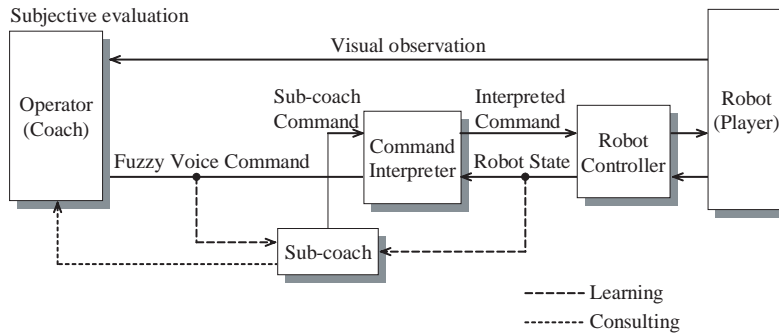 Subjective evaluation
Visual observation
Operator
(Coach)
Robot
(Player)
Sub-coach
Command
Interpreted
Command
Command
Interpreter
Robot
Controller
Fuzzy Voice Command
Robot State
Sub-coach
Learning
Consulting